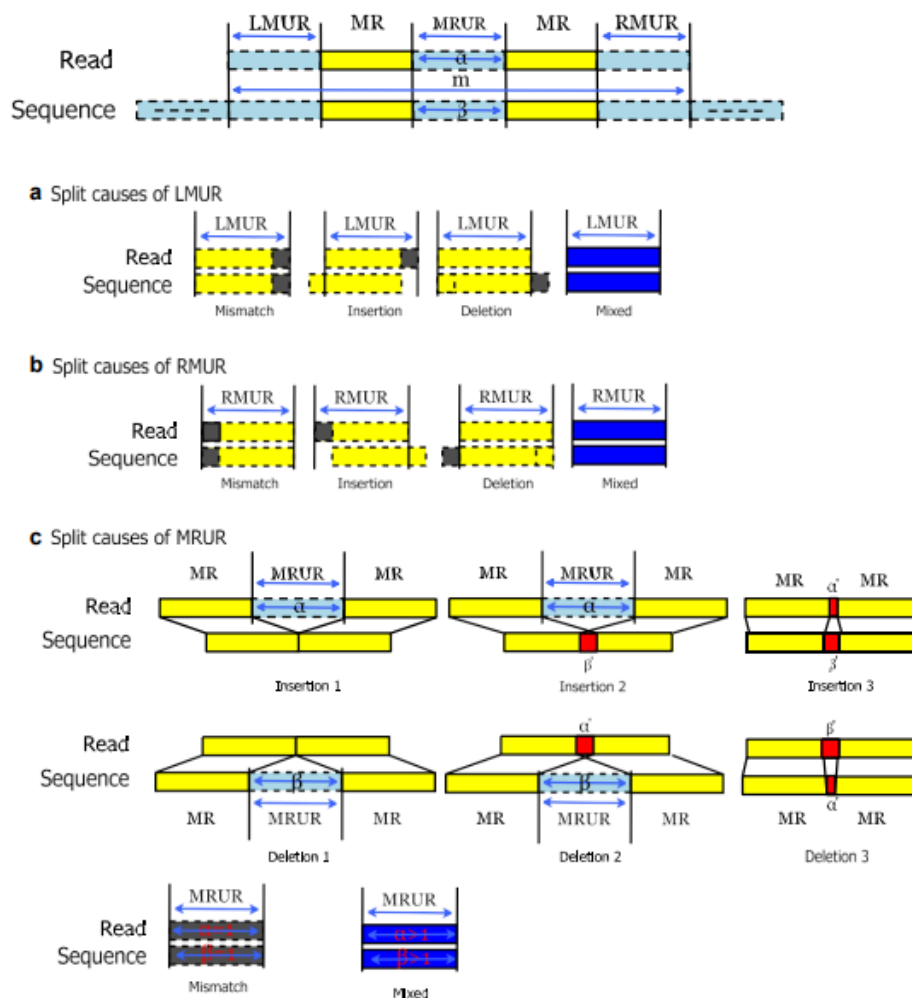 LMUR MR MRUR MR RMUR
Read α
m
Sequence β
a Split causes of LMUR
LMUR LMUR LMUR LMUR
Read
Sequence
Mismatch Insertion Deletion Mixed
b Split causes of RMUR
RMUR RMUR RMUR RMUR
Read
Sequence
Mismatch Insertion Deletion Mixed
c Split causes of MRUR
MR MRUR MR MR MRUR MR MR MR
α'
Read α α
Sequence
β' β'
Insertion 1 Insertion 2 Insertion 3
α' β'
Read
Sequence β β
α'
MR MRUR MR MR MRUR MR MR MR
Deletion 1 Deletion 2 Deletion 3
MRUR MRUR
Read α>1
Sequence β>1
Mismatch Mixed